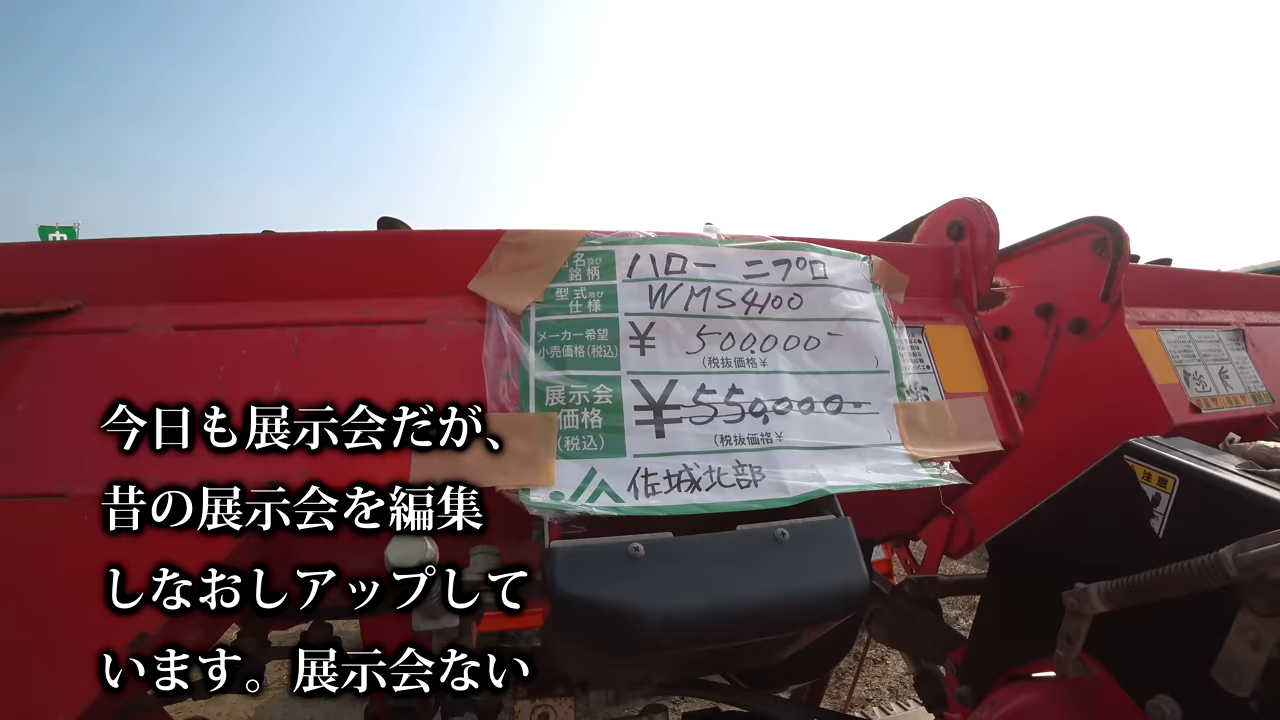 中
品名及び
銘柄
ハロー ニプロ
型式及び
仕様
WMS4100
メーカー希望
小売価格(税込)
¥ 500,000-
(税抜価格¥ )
展示会
価格
(税込)
¥550,000-
(税抜価格¥ )
JA 佐城北部
注意
今日も展示会だが、
昔の展示会を編集
しなおしアップして
います。展示会ない